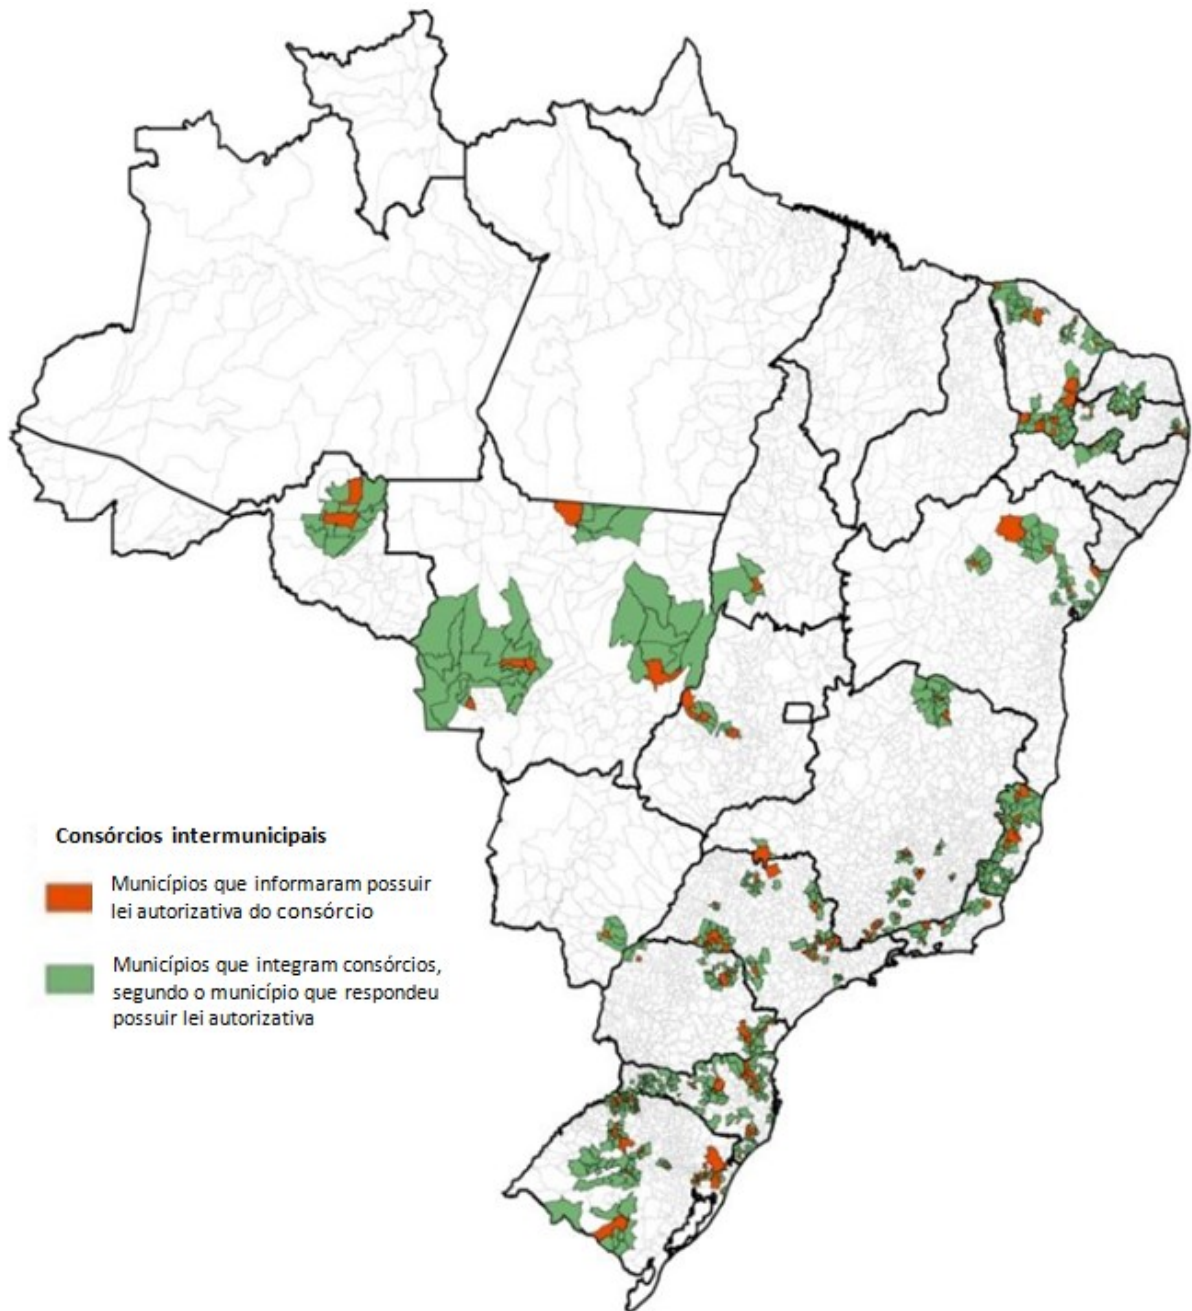 Consórcios intermunicipais
Municípios que informaram possuir
lei autorizativa do consórcio
Municípios que integram consórcios,
segundo o município que respondeu
possuir lei autorizativa